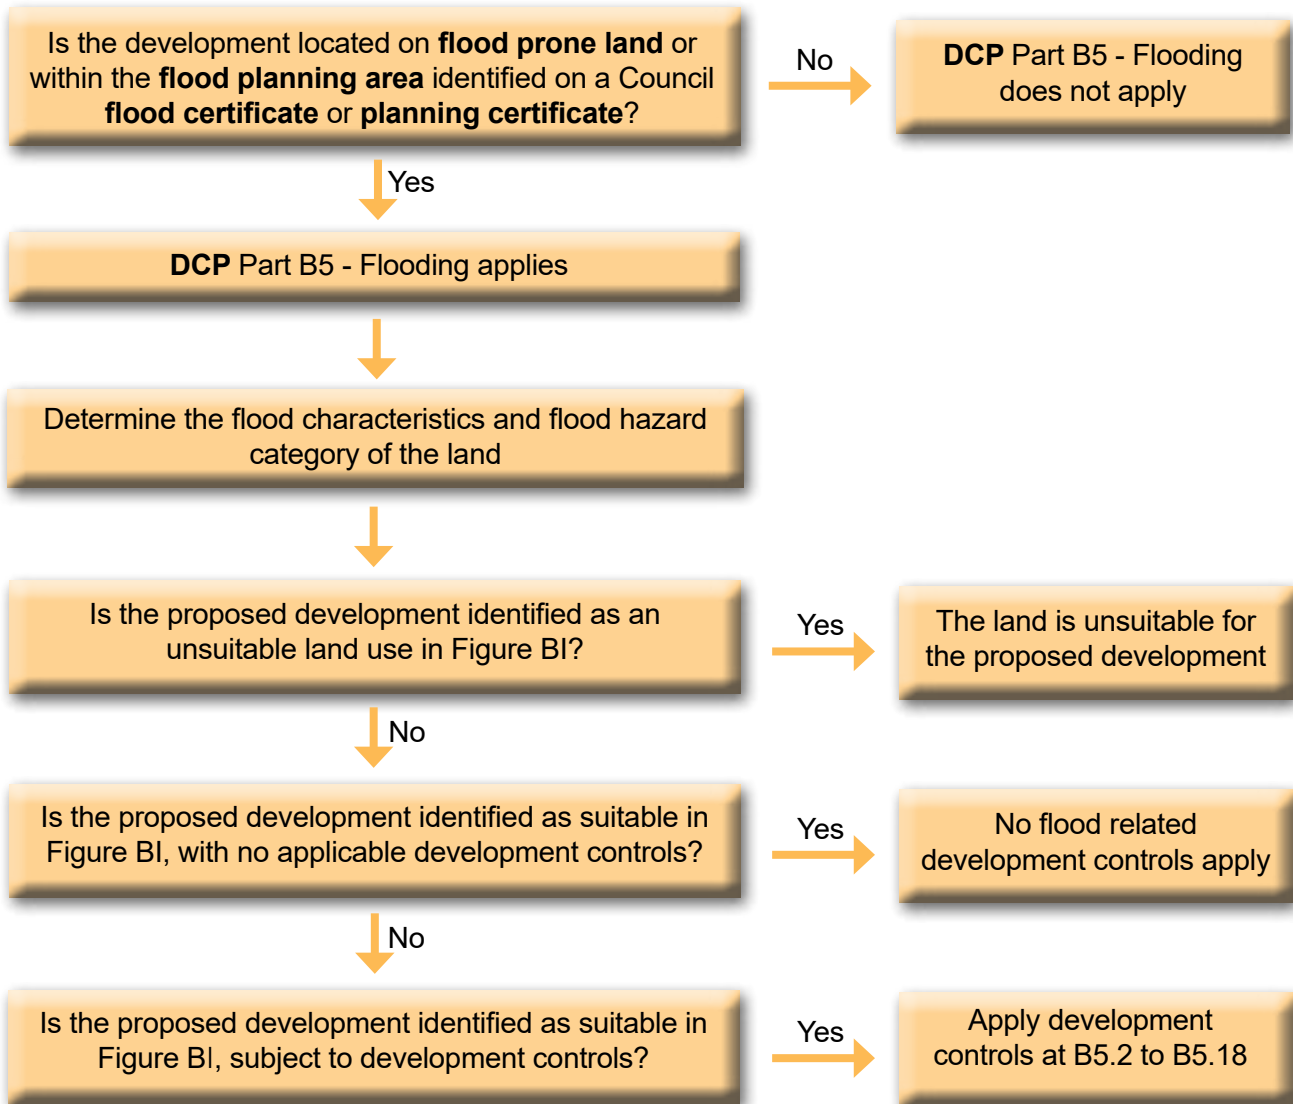 Is the development located on flood prone land or
within the flood planning area identified on a Council
flood certificate or planning certificate?
No
DCP Part B5 - Flooding
does not apply
Yes
DCP Part B5 - Flooding applies
Determine the flood characteristics and flood hazard
category of the land
Is the proposed development identified as an
unsuitable land use in Figure BI?
Yes
The land is unsuitable for
the proposed development
No
Is the proposed development identified as suitable in
Figure BI, with no applicable development controls?
Yes
No flood related
development controls apply
No
Is the proposed development identified as suitable in
Figure BI, subject to development controls?
Yes
Apply development
controls at B5.2 to B5.18